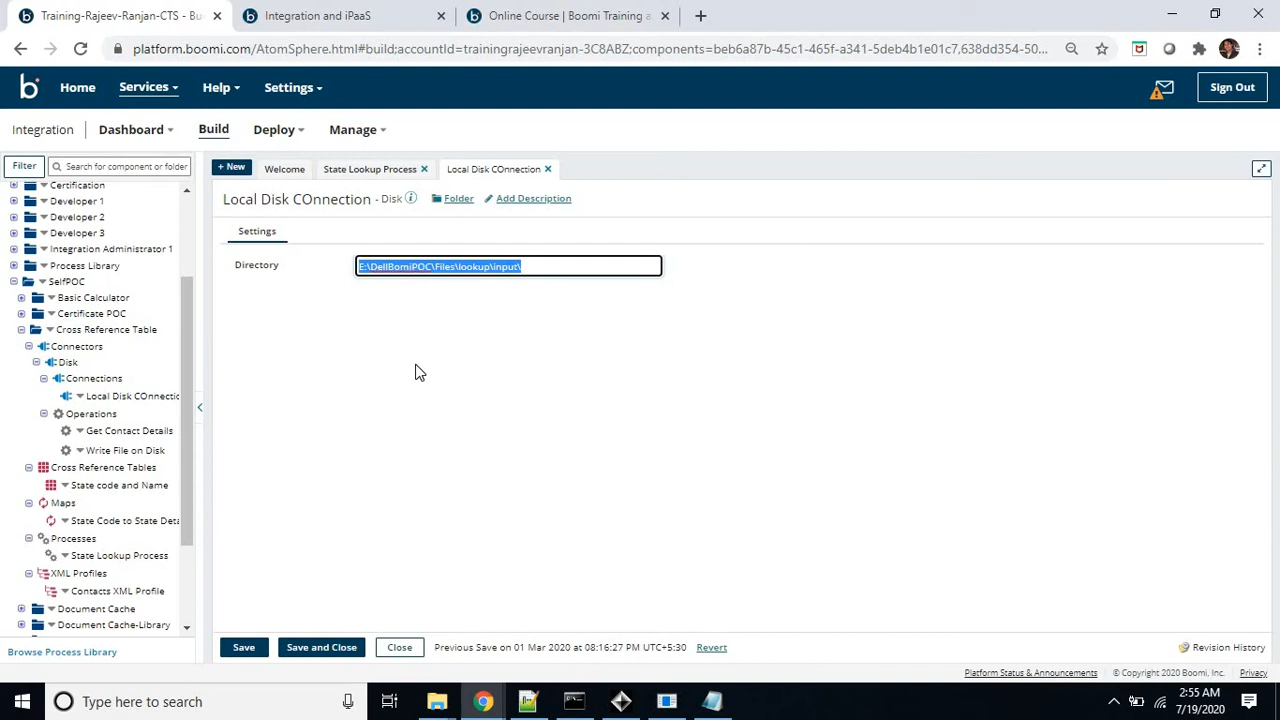 Training-Rajeev-Ranjan-CTS - Bu
Integration and iPaaS
Online Course | Boomi Training a
platform.boomi.com/AtomSphere.html#build;accountId=trainingrajeevranjan-3C8ABZ;components=beb6a87b-45c1-465f-a341-5deb4b1e01c7,638dd354-50...
Home
Services
Help
Settings
Sign Out
Integration
Dashboard
Build
Deploy
Manage
Filter
Search for component or folder
+ New
Welcome
State Lookup Process
Local Disk COnnection
Local Disk COnnection - Disk
Folder
Add Description
Settings
Directory
E:\DellBomiPOC\Files\lookup\input\
Certification
Developer 1
Developer 2
Developer 3
Integration Administrator 1
Process Library
SelfPOC
Basic Calculator
Certificate POC
Cross Reference Table
Connectors
Disk
Connections
Local Disk COnnectic
Operations
Get Contact Details
Write File on Disk
Cross Reference Tables
State code and Name
Maps
State Code to State Deta
Processes
State Lookup Process
XML Profiles
Contacts XML Profile
Document Cache
Document Cache-Library
Browse Process Library
Save
Save and Close
Close
Previous Save on 01 Mar 2020 at 08:16:27 PM UTC+5:30
Revert
Revision History
Platform Status & Announcements
© Copyright 2020 Boomi, Inc.
Privacy
Type here to search
2:55 AM
7/19/2020